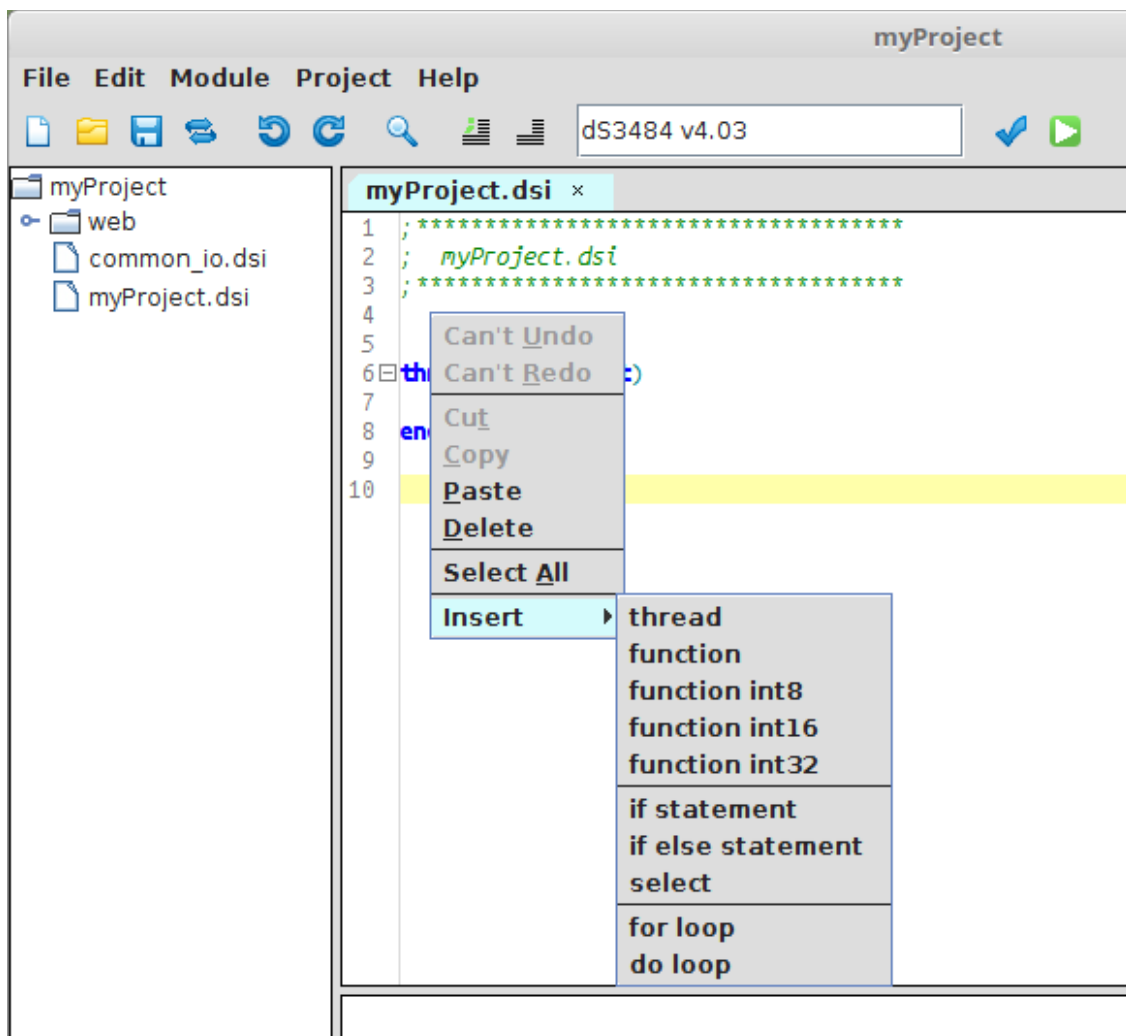 myProject
File Edit Module Project Help
dS3484 v4.03
myProject
web
common_io.dsi
myProject.dsi
myProject.dsi ×
1 ;************************************
2 ;  myProject.dsi
3 ;************************************
4
5
6
7
8
9
10
Can't Undo
Can't Redo
Cut
Copy
Paste
Delete
Select All
Insert
thread
function
function int8
function int16
function int32
if statement
if else statement
select
for loop
do loop